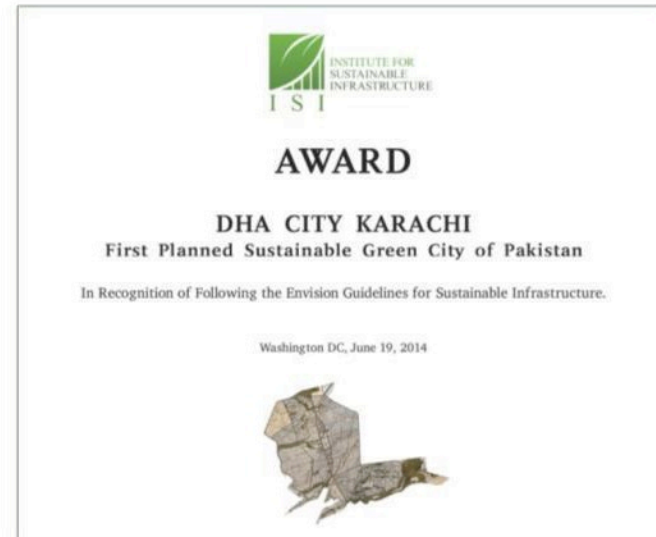 INSTITUTE FOR
SUSTAINABLE
INFRASTRUCTURE
I S I
AWARD
DHA CITY KARACHI
First Planned Sustainable Green City of Pakistan
In Recognition of Following the Envision Guidelines for Sustainable Infrastructure.
Washington DC, June 19, 2014